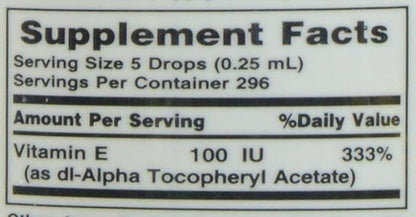 Supplement Facts
Serving Size 5 Drops (0.25 mL)
Servings Per Container 296
Amount Per Serving %Daily Value
Vitamin E 100 IU 333%
(as dl-Alpha Tocopheryl Acetate)